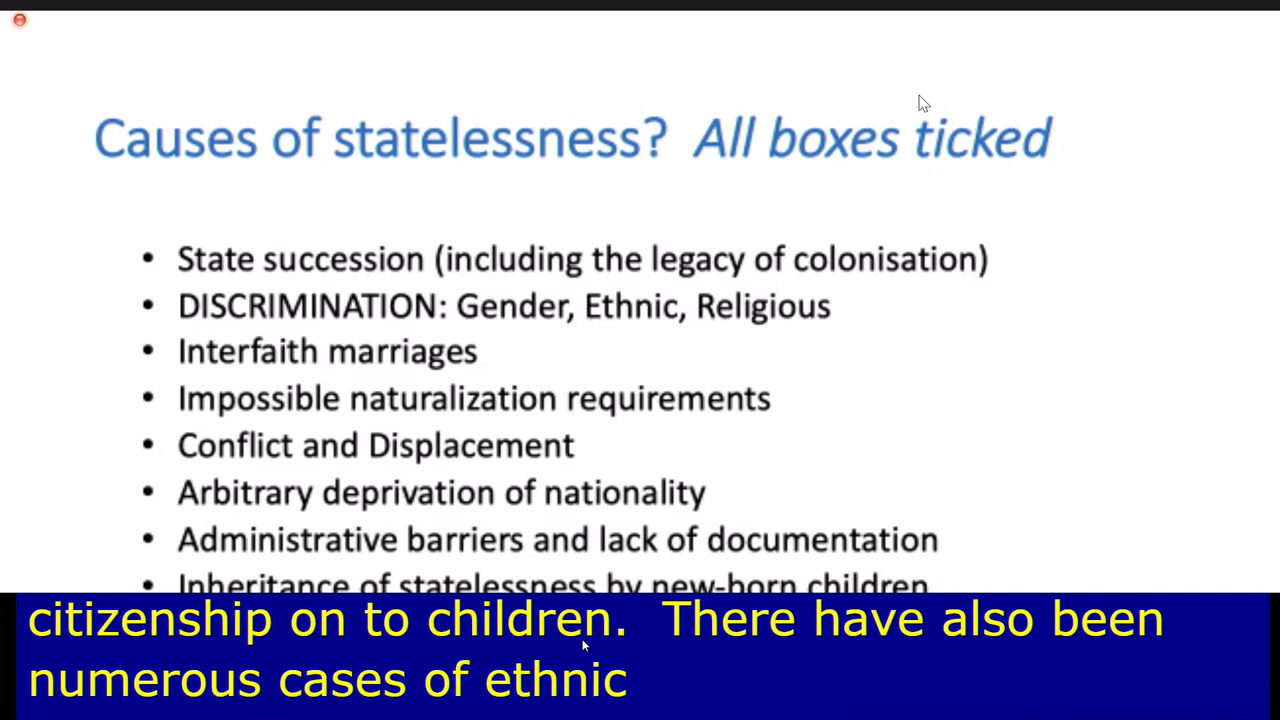 Causes of statelessness? All boxes ticked
• State succession (including the legacy of colonisation)
• DISCRIMINATION: Gender, Ethnic, Religious
• Interfaith marriages
• Impossible naturalization requirements
• Conflict and Displacement
• Arbitrary deprivation of nationality
• Administrative barriers and lack of documentation
• Inheritance of statelessness by new-born children
citizenship on to children.  There have also been
numerous cases of ethnic